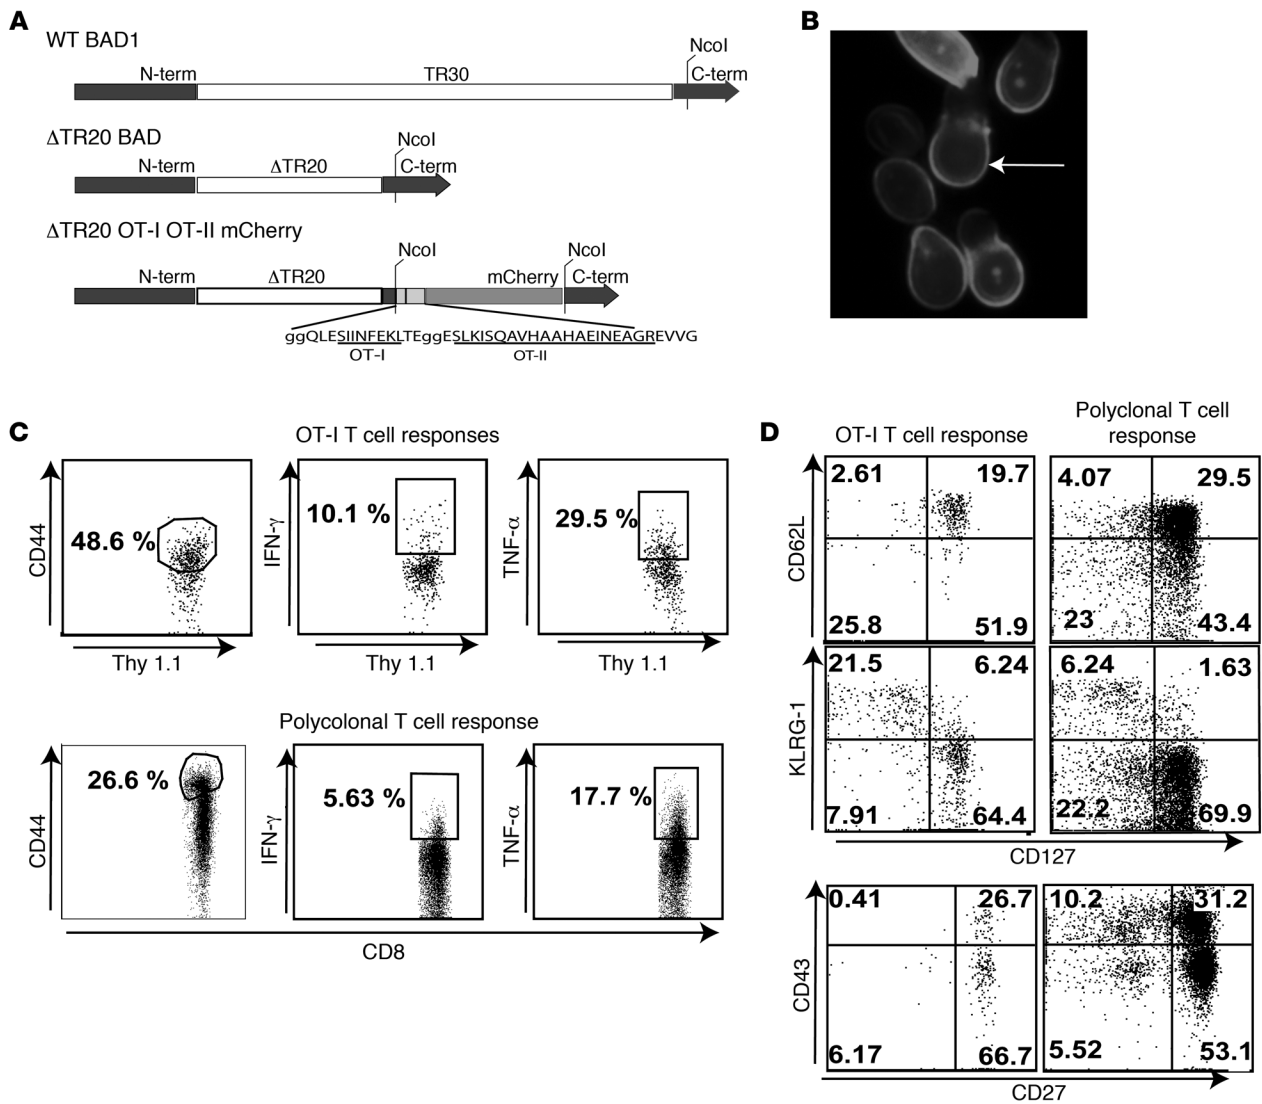 A
WT BAD1
NcoI
N-term
TR30
C-term
ΔTR20 BAD
NcoI
N-term
ΔTR20
C-term
ΔTR20 OT-I OT-II mCherry
NcoI
NcoI
N-term
ΔTR20
mCherry
C-term
ggQLESIINFEKLTEggESLKISQAVHAAHAEINEAGREVVG
OT-I
OT-II
B
C
OT-I T cell responses
CD44
48.6 %
Thy 1.1
IFN-γ
10.1 %
Thy 1.1
TNF-α
29.5 %
Thy 1.1
Polycolonal T cell response
CD44
26.6 %
IFN-γ
5.63 %
TNF-α
17.7 %
CD8
D
OT-I T cell response
Polyclonal T cell
response
CD62L
2.61
19.7
25.8
51.9
4.07
29.5
23
43.4
KLRG-1
21.5
6.24
7.91
64.4
6.24
1.63
22.2
69.9
CD127
CD43
0.41
26.7
6.17
66.7
10.2
31.2
5.52
53.1
CD27